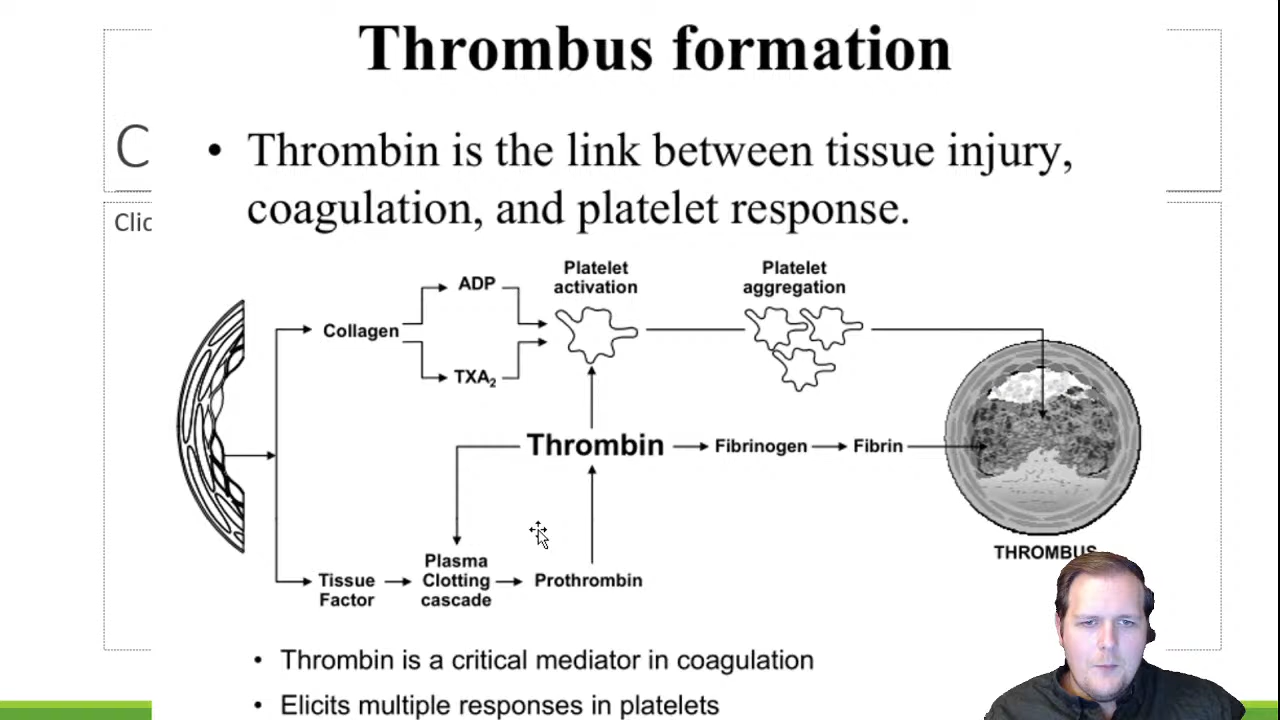 Thrombus formation
C
• Thrombin is the link between tissue injury,
coagulation, and platelet response.
Clic
Platelet
activation
Platelet
aggregation
ADP
Collagen
TXA2
Thrombin
Fibrinogen
Fibrin
THROMBUS
Tissue
Factor
Plasma
Clotting
cascade
Prothrombin
• Thrombin is a critical mediator in coagulation
• Elicits multiple responses in platelets